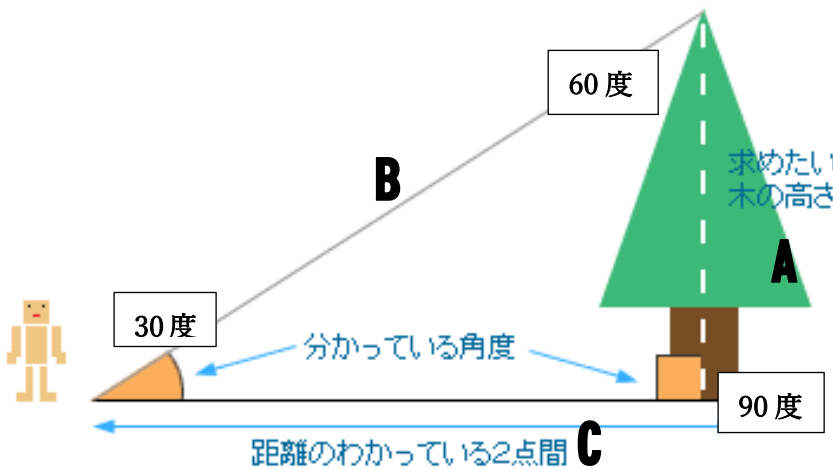 60度
求めたい
木の高さ
B
A
30度
分かっている角度
90度
距離のわかっている2点間 C